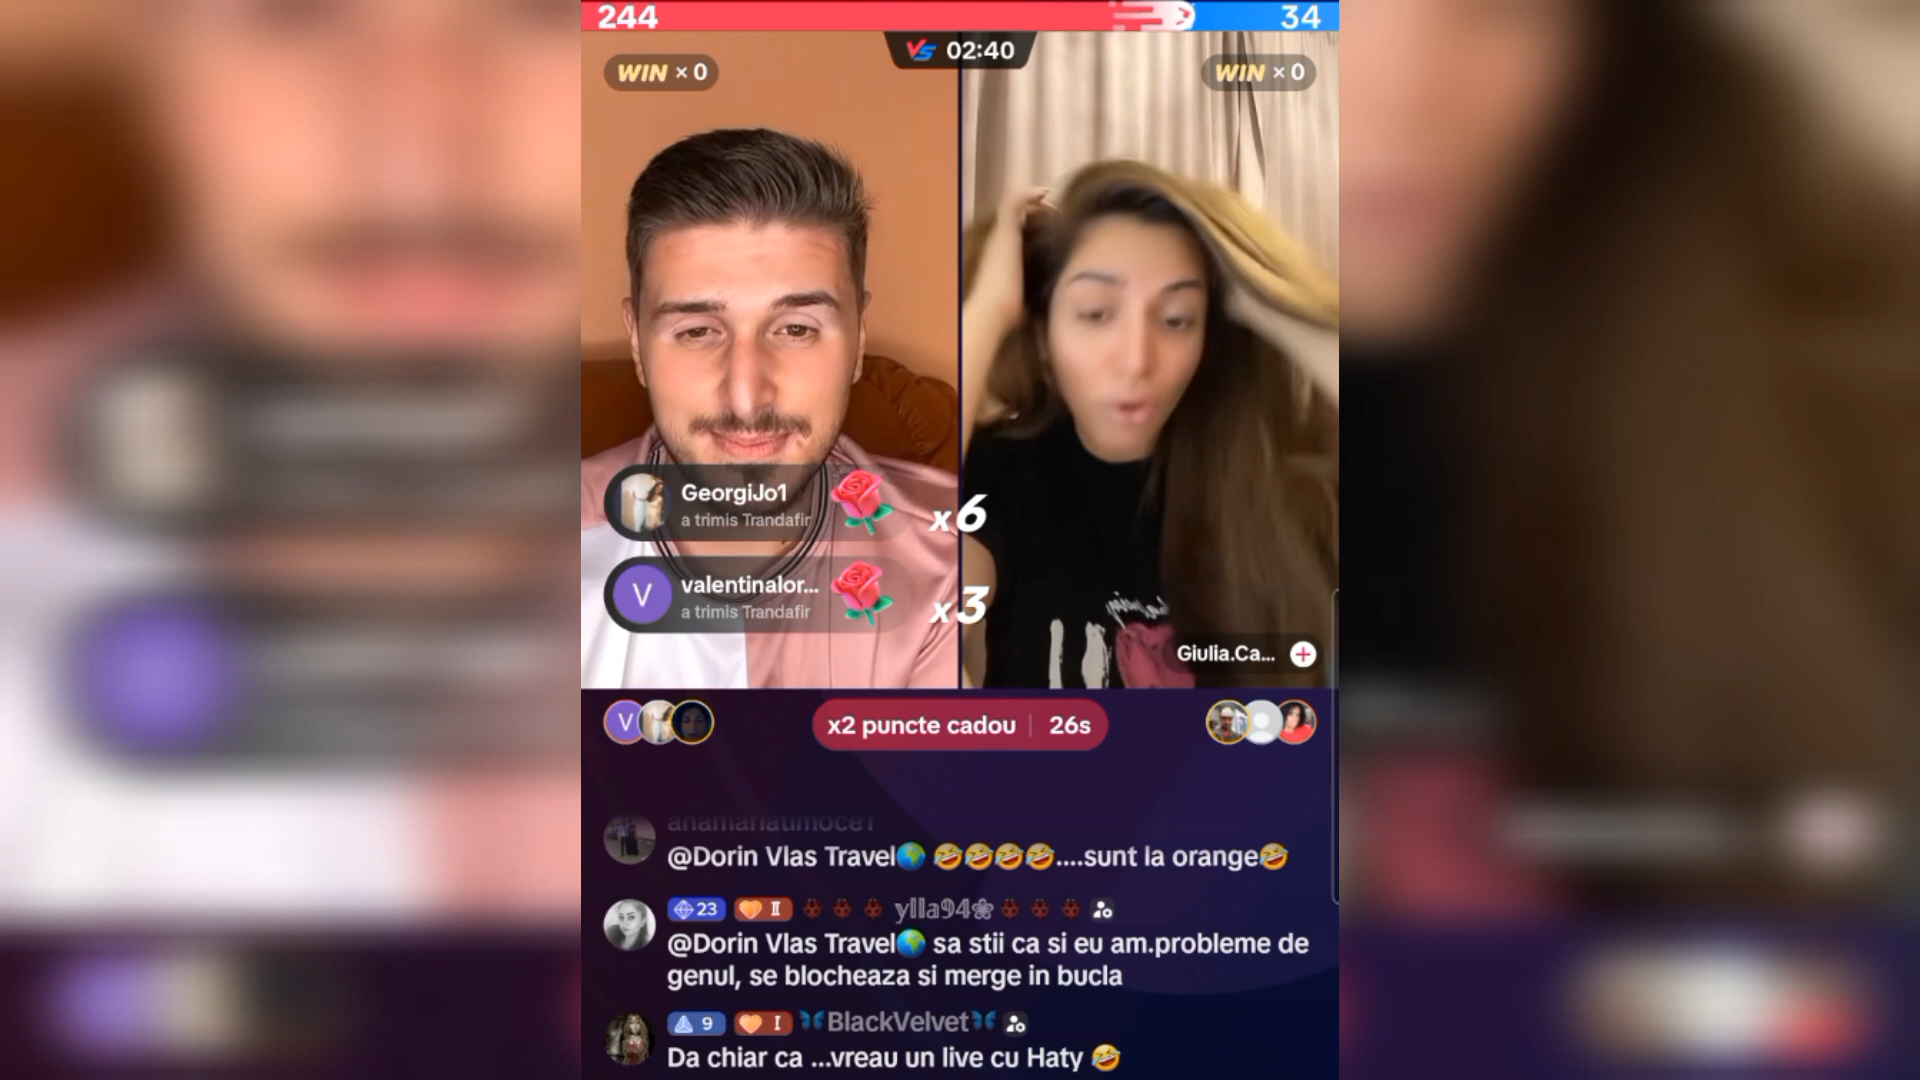 244
34
VS 02:40
WIN × 0
WIN × 0
GeorgiJo1
a trimis Trandafir
x6
V
valentinalor...
a trimis Trandafir
x3
Giulia.Ca...
V
x2 puncte cadou | 26s
anamariatimoce1
@Dorin Vlas Travel🌍 🤣🤣🤣🤣....sunt la orange🤣
23 II 𝕪𝕝𝕝𝕒𝟡𝟜❀
@Dorin Vlas Travel🌍 sa stii ca si eu am.probleme de
genul, se blocheaza si merge in bucla
9 I BlackVelvet
Da chiar ca ...vreau un live cu Haty 🤣